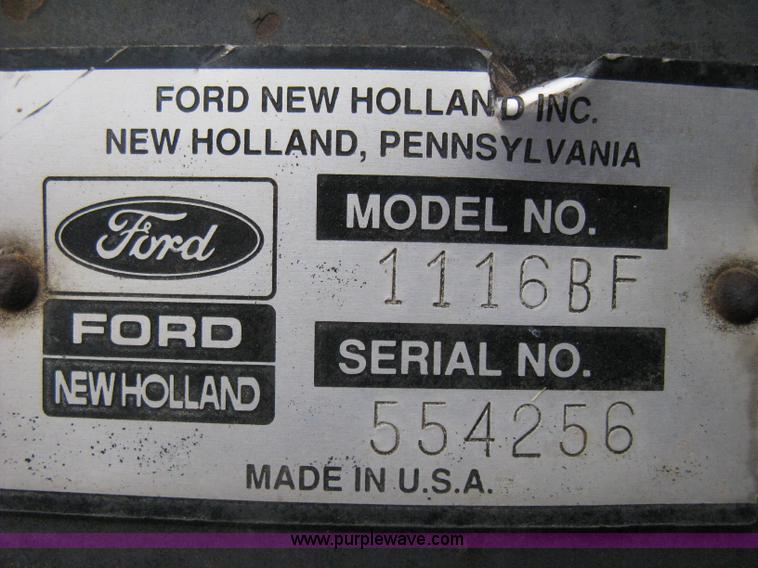 FORD NEW HOLLAND INC.
NEW HOLLAND, PENNSYLVANIA
Ford
FORD
NEW HOLLAND
MODEL NO.
1116BF
SERIAL NO.
554256
MADE IN U.S.A.
www.purplewave.com